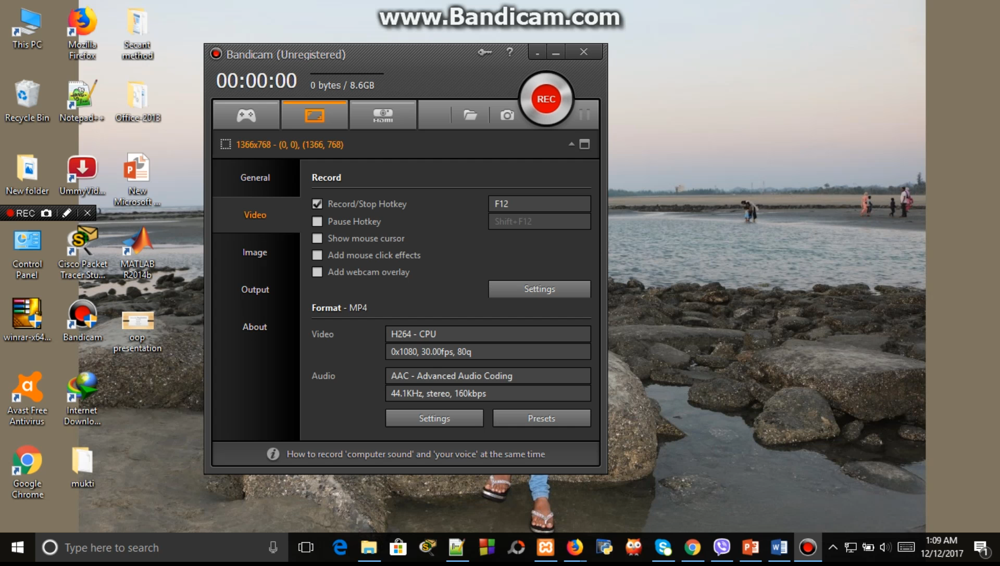 www.Bandicam.com
This PC
Mozilla
Firefox
Secant
method
Recycle Bin
Notepad++
Office-2013
New folder
UmmyVid...
New
Microsoft ...
REC
Control
Panel
Cisco Packet
Tracer Stu...
MATLAB
R2014b
winrar-x64...
Bandicam
oop
presentation
Avast Free
Antivirus
Internet
Downlo...
Google
Chrome
mukti
Bandicam (Unregistered)
?
00:00:00
0 bytes / 8.6GB
REC
HDMI
1366x768 - (0, 0), (1366, 768)
General
Video
Image
Output
About
Record
Record/Stop Hotkey
F12
Pause Hotkey
Shift+F12
Show mouse cursor
Add mouse click effects
Add webcam overlay
Settings
Format - MP4
Video
H264 - CPU
0x1080, 30.00fps, 80q
Audio
AAC - Advanced Audio Coding
44.1KHz, stereo, 160kbps
Settings
Presets
How to record 'computer sound' and 'your voice' at the same time
Type here to search
1:09 AM
12/12/2017
1